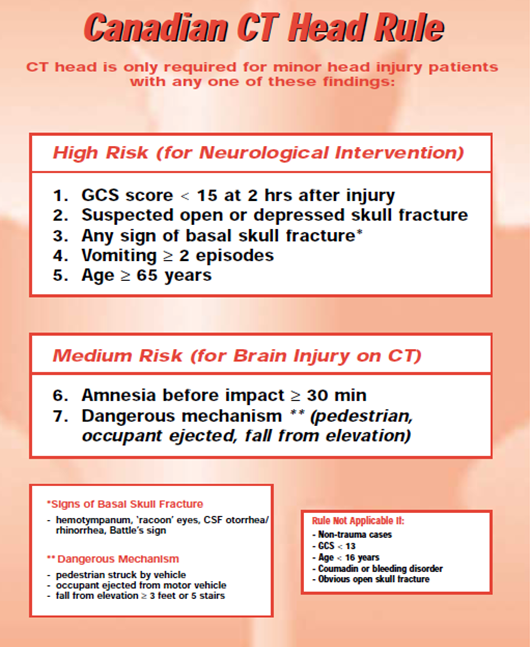 Canadian CT Head Rule
CT head is only required for minor head injury patients
with any one of these findings:
High Risk (for Neurological Intervention)
1. GCS score < 15 at 2 hrs after injury
2. Suspected open or depressed skull fracture
3. Any sign of basal skull fracture*
4. Vomiting ≥ 2 episodes
5. Age ≥ 65 years
Medium Risk (for Brain Injury on CT)
6. Amnesia before impact ≥ 30 min
7. Dangerous mechanism ** (pedestrian,
occupant ejected, fall from elevation)
*Signs of Basal Skull Fracture
- hemotympanum, 'racoon' eyes, CSF otorrhea/
rhinorrhea, Battle's sign
** Dangerous Mechanism
- pedestrian struck by vehicle
- occupant ejected from motor vehicle
- fall from elevation ≥ 3 feet or 5 stairs
Rule Not Applicable If:
- Non-trauma cases
- GCS < 13
- Age < 16 years
- Coumadin or bleeding disorder
- Obvious open skull fracture